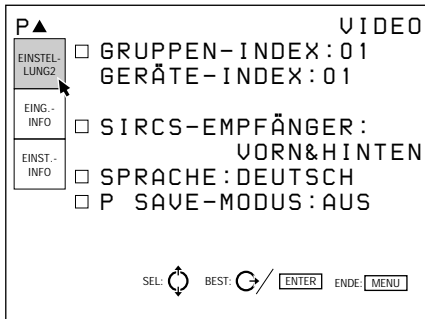 P▲ VIDEO
EINSTEL-
LUNG2
□ GRUPPEN-INDEX:01
GERÄTE-INDEX:01
EING.-
INFO
□ SIRCS-EMPFÄNGER:
VORN&HINTEN
EINST.-
INFO
□ SPRACHE:DEUTSCH
□ P SAVE-MODUS:AUS
SEL: BEST: / ENTER ENDE: MENU